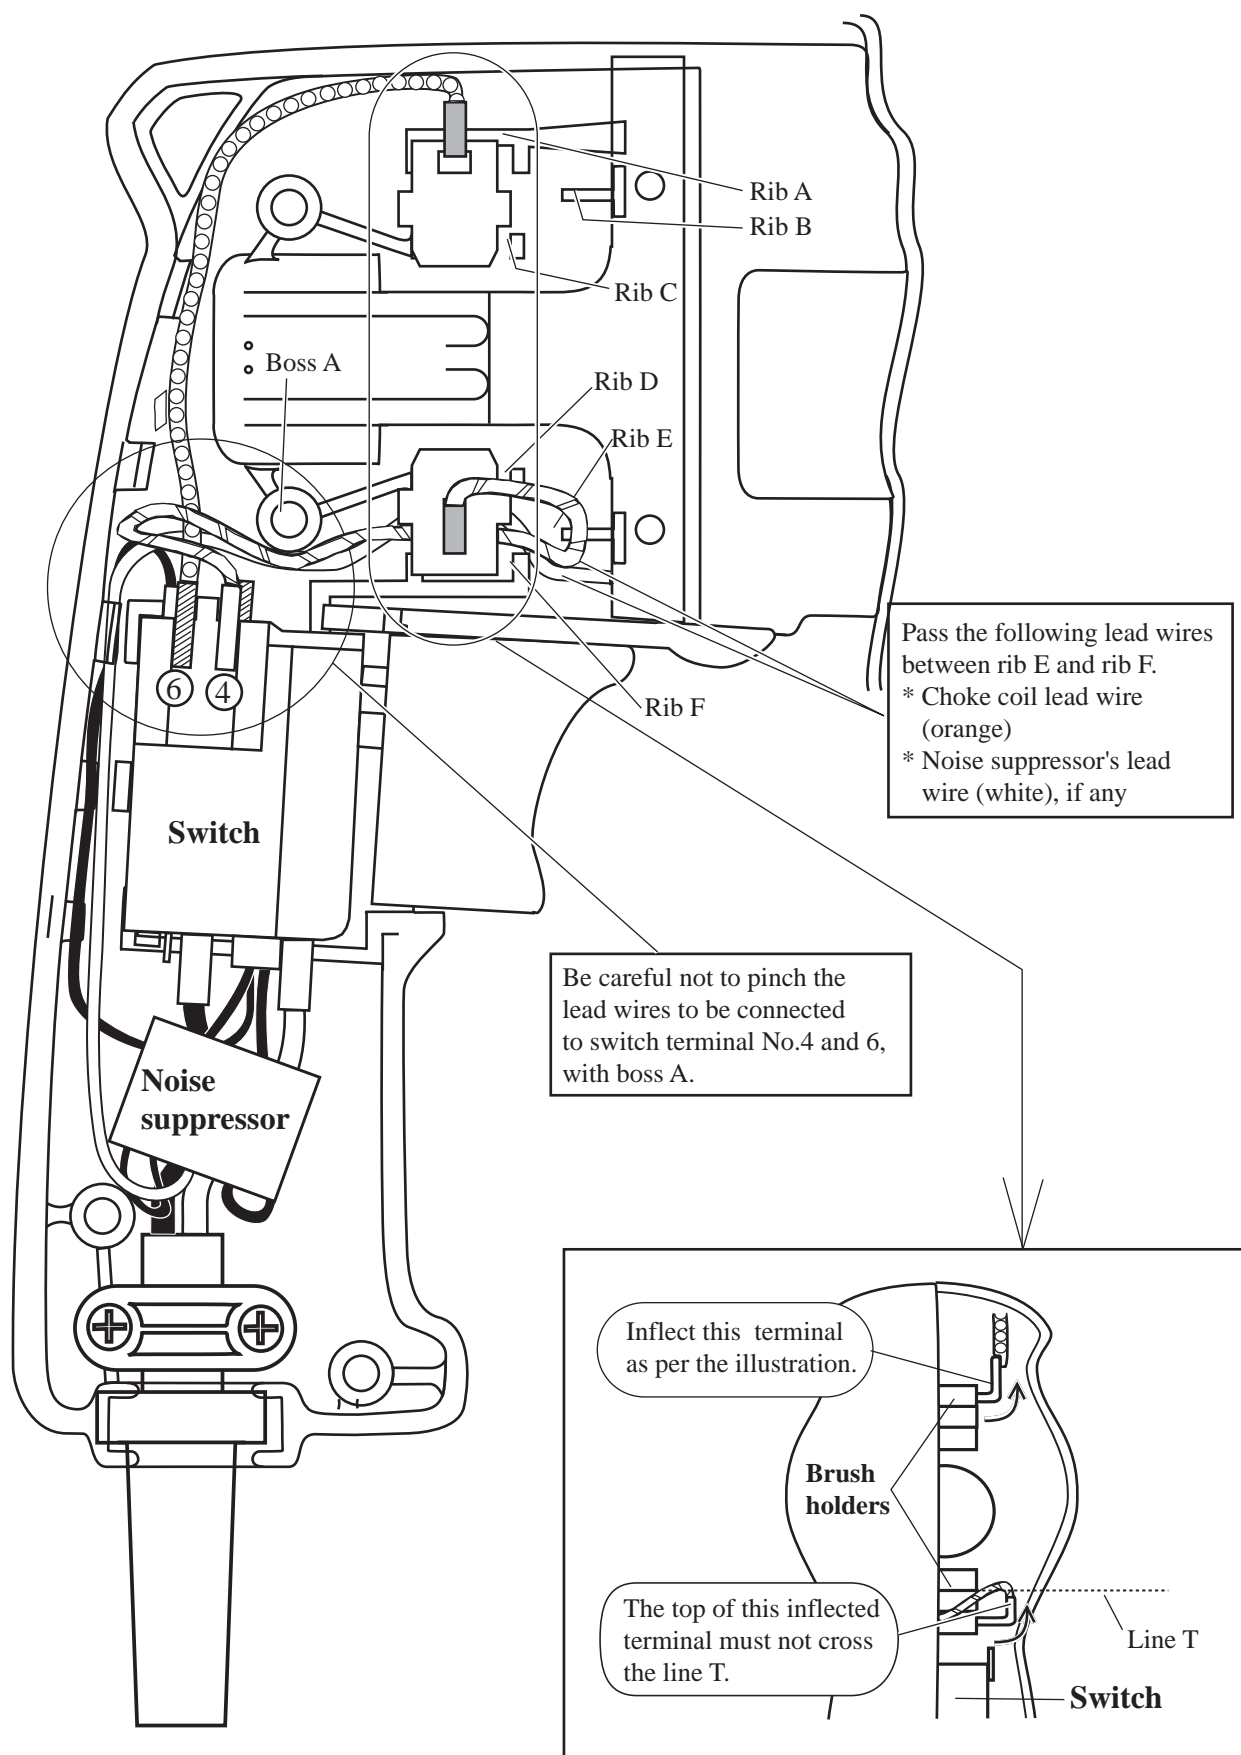 Rib A
Rib B
Rib C
Boss A
Rib D
Rib E
Pass the following lead wires
between rib E and rib F.
* Choke coil lead wire
(orange)
* Noise suppressor's lead
wire (white), if any
6
4
Rib F
Switch
Be careful not to pinch the
lead wires to be connected
to switch terminal No.4 and 6,
with boss A.
Noise
suppressor
Inflect this terminal
as per the illustration.
Brush
holders
The top of this inflected
terminal must not cross
the line T.
Line T
Switch